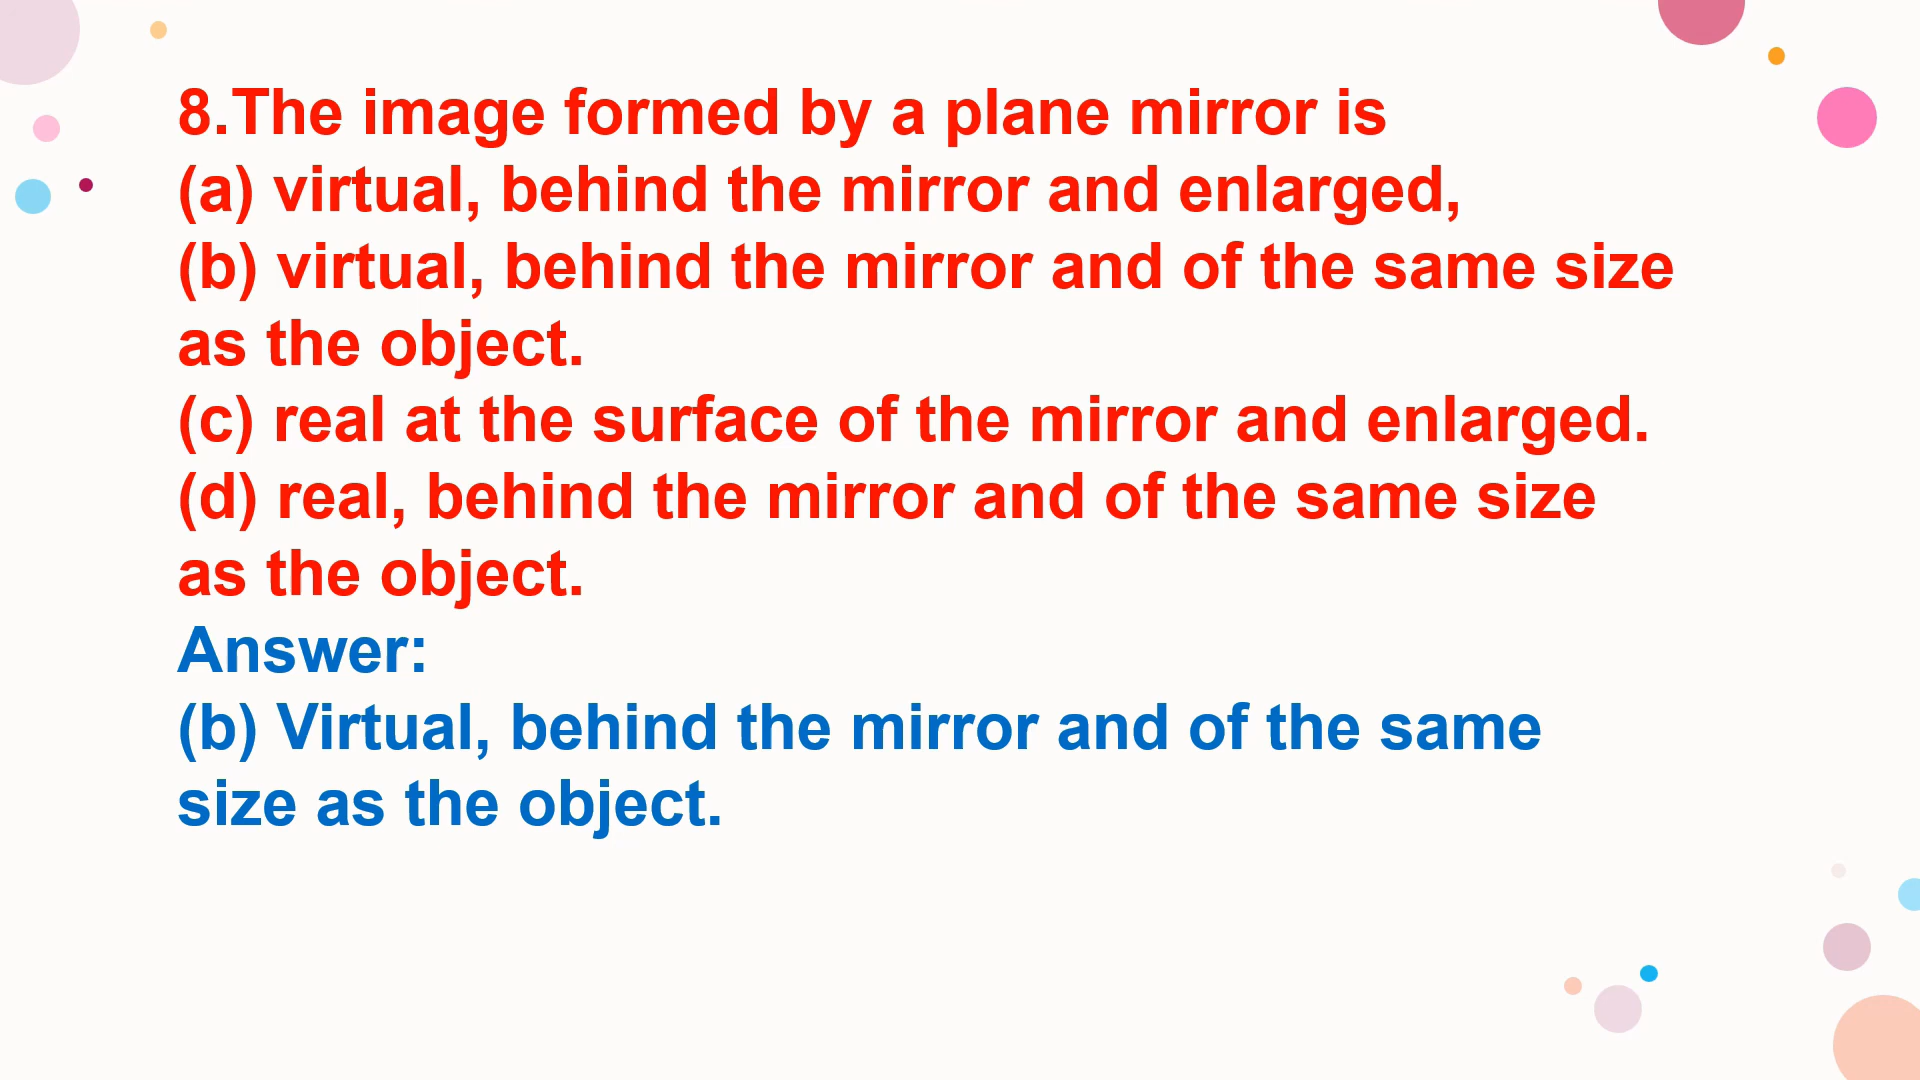 8.The image formed by a plane mirror is
(a) virtual, behind the mirror and enlarged,
(b) virtual, behind the mirror and of the same size
as the object.
(c) real at the surface of the mirror and enlarged.
(d) real, behind the mirror and of the same size
as the object.
Answer:
(b) Virtual, behind the mirror and of the same
size as the object.